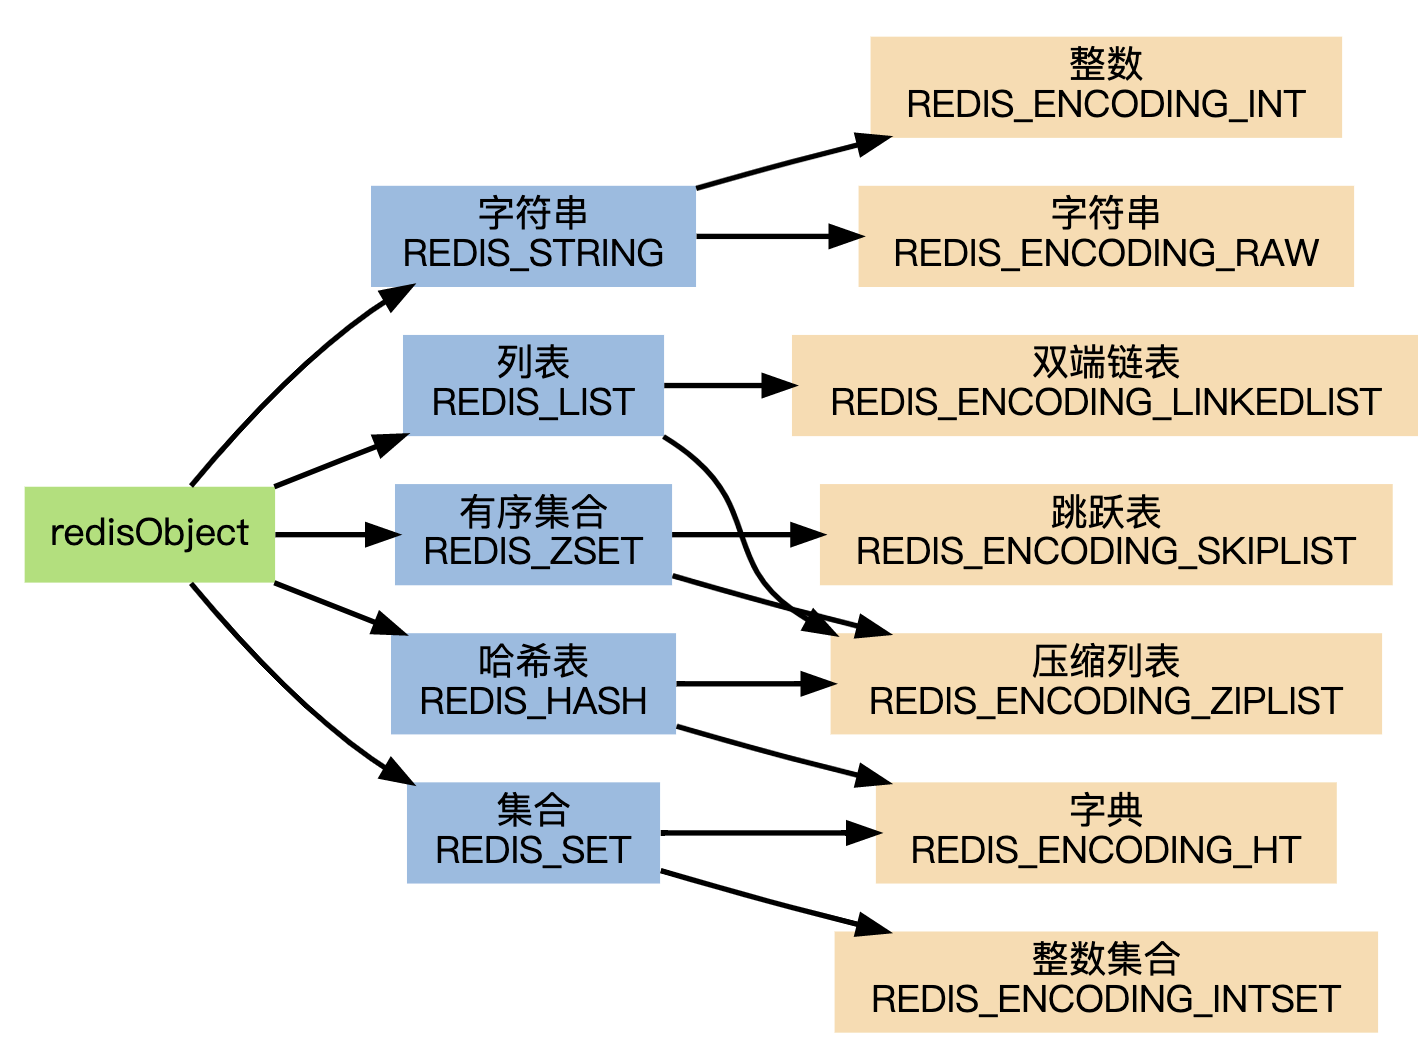 redisObject
字符串
REDIS_STRING
列表
REDIS_LIST
有序集合
REDIS_ZSET
哈希表
REDIS_HASH
集合
REDIS_SET
整数
REDIS_ENCODING_INT
字符串
REDIS_ENCODING_RAW
双端链表
REDIS_ENCODING_LINKEDLIST
跳跃表
REDIS_ENCODING_SKIPLIST
压缩列表
REDIS_ENCODING_ZIPLIST
字典
REDIS_ENCODING_HT
整数集合
REDIS_ENCODING_INTSET